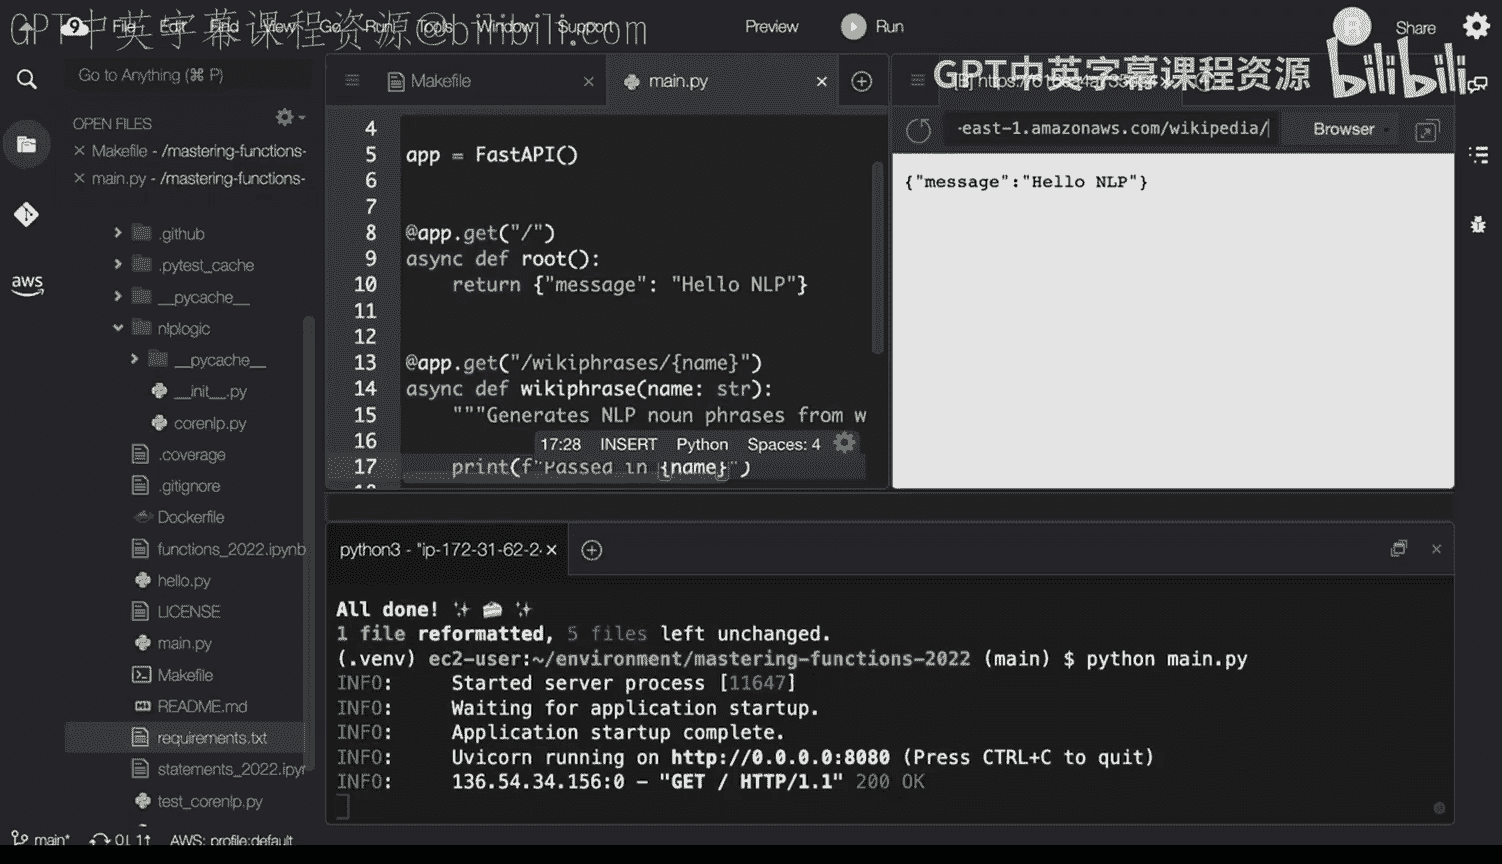 GPT中英字幕课程资源@bilibili.com
File Edit Find View Go Run Tools Window Support
Preview
Run
Share
GPT中英字幕课程资源 bilibili
Go to Anything (⌘ P)
OPEN FILES
Makefile - /mastering-functions-
main.py - /mastering-functions-
.github
.pytest_cache
__pycache__
nlplogic
__pycache__
__init__.py
corenlp.py
.coverage
.gitignore
Dockerfile
functions_2022.ipynb
hello.py
LICENSE
main.py
Makefile
README.md
requirements.txt
statements_2022.ipyn
test_corenlp.py
aws
Makefile
main.py
4
5 app = FastAPI()
6
7
8 @app.get("/")
9 async def root():
10 return {"message": "Hello NLP"}
11
12
13 @app.get("/wikiphrases/{name}")
14 async def wikiphrase(name: str):
15 """Generates NLP noun phrases from w
16
17:28 INSERT Python Spaces: 4
17 print(f"Passed in {name}")
-east-1.amazonaws.com/wikipedia/
Browser
{"message":"Hello NLP"}
python3 - "ip-172-31-62-2
All done! ✨ 🍰 ✨
1 file reformatted, 5 files left unchanged.
(.venv) ec2-user:~/environment/mastering-functions-2022 (main) $ python main.py
INFO: Started server process [11647]
INFO: Waiting for application startup.
INFO: Application startup complete.
INFO: Uvicorn running on http://0.0.0.0:8080 (Press CTRL+C to quit)
INFO: 136.54.34.156:0 - "GET / HTTP/1.1" 200 OK
main* AWS: profile:default